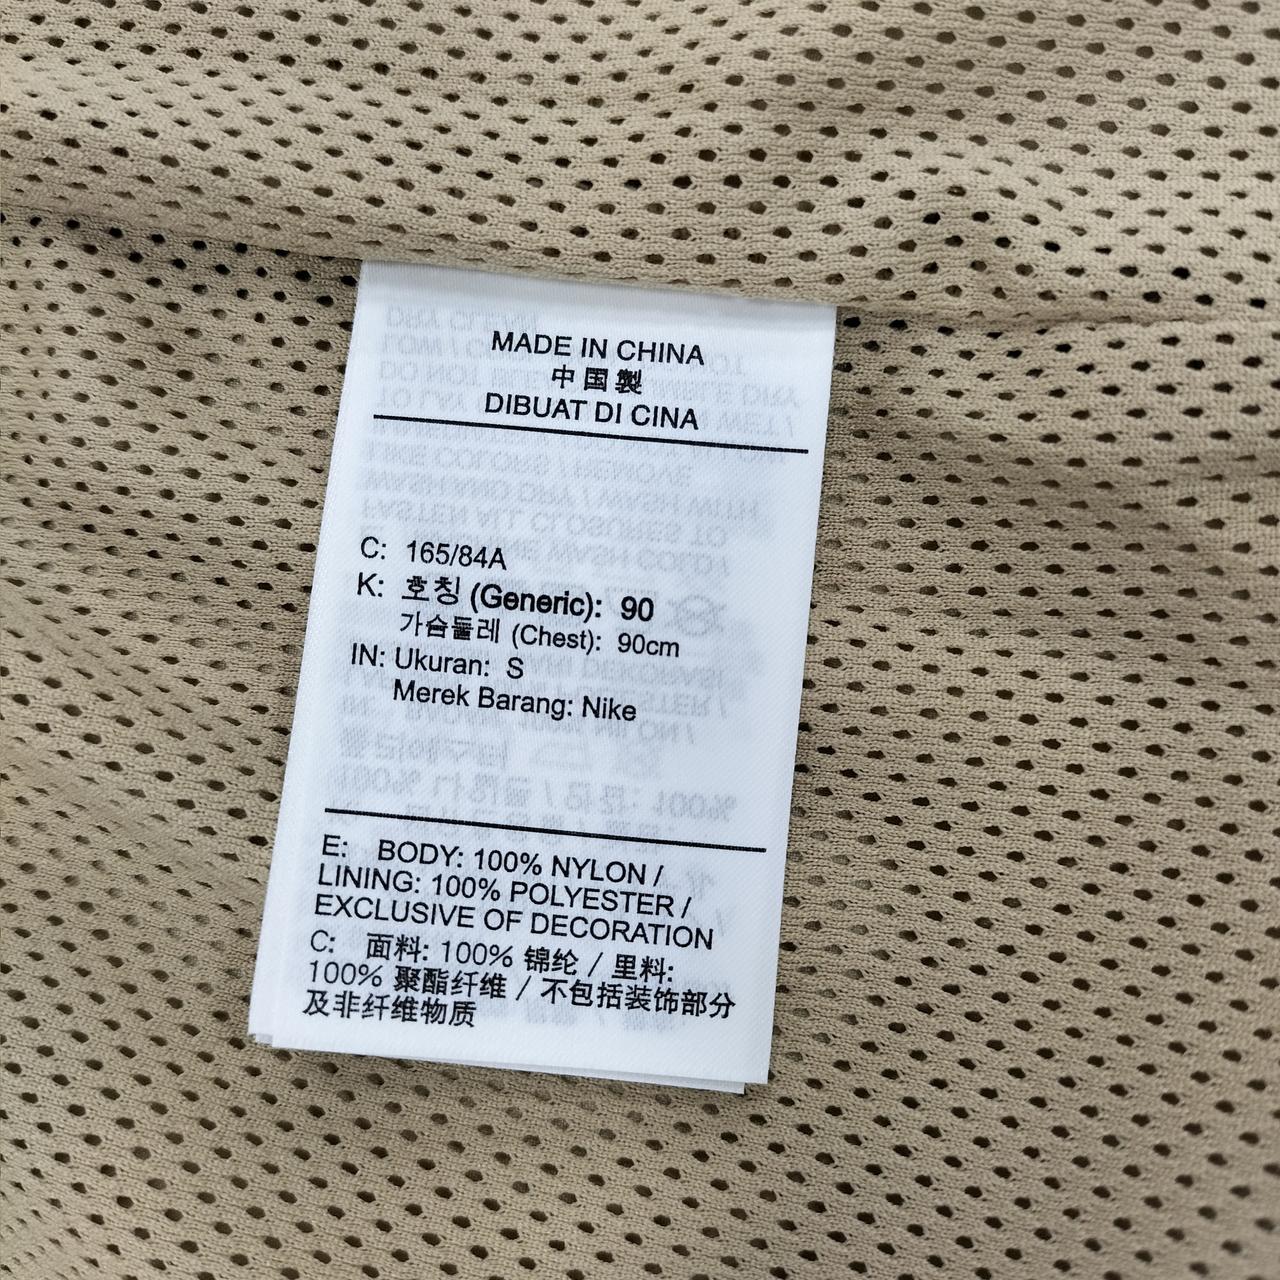 MADE IN CHINA
中国製
DIBUAT DI CINA
C: 165/84A
K: 호칭 (Generic): 90
가슴둘레 (Chest): 90cm
IN: Ukuran: S
Merek Barang: Nike
E: BODY: 100% NYLON /
LINING: 100% POLYESTER /
EXCLUSIVE OF DECORATION
C: 面料: 100% 锦纶 / 里料:
100% 聚酯纤维 / 不包括装饰部分
及非纤维物质